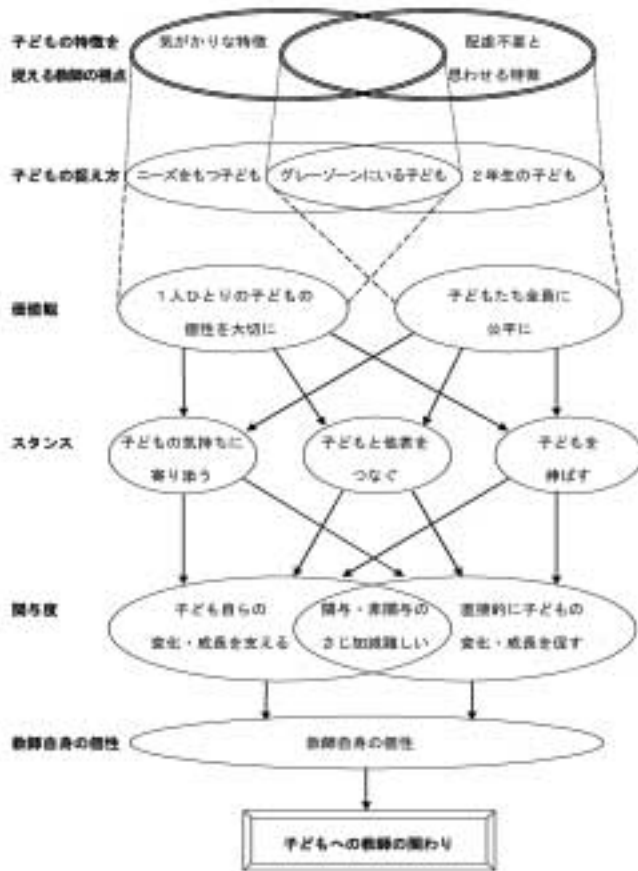 子どもの特徴を
捉える教師の視点
気がかりな特徴
配慮不要と
思わせる特徴
子どもの捉え方
ニーズをもつ子ども
グレーゾーンにいる子ども
2年生の子ども
価値観
1人ひとりの子どもの
個性を大切に
子どもたち全員に
公平に
スタンス
子どもの気持ちに
寄り添う
子どもと他者を
つなぐ
子どもを
伸ばす
関与度
子ども自らの
変化・成長を支える
関与・非関与の
さじ加減難しい
直接的に子どもの
変化・成長を促す
教師自身の個性
教師自身の個性
子どもへの教師の関わり